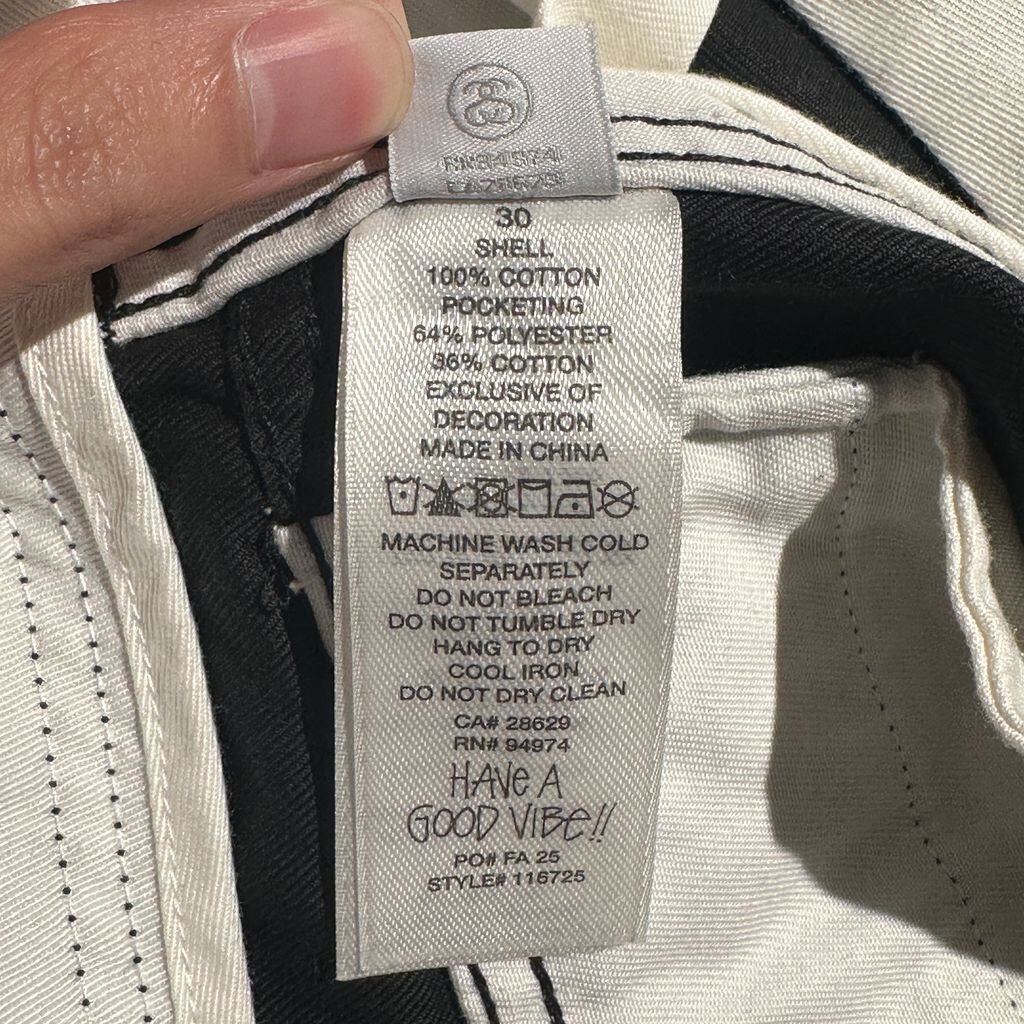 RN94974
30
SHELL
100% COTTON
POCKETING
64% POLYESTER
36% COTTON
EXCLUSIVE OF
DECORATION
MADE IN CHINA
MACHINE WASH COLD
SEPARATELY
DO NOT BLEACH
DO NOT TUMBLE DRY
HANG TO DRY
COOL IRON
DO NOT DRY CLEAN
CA# 28629
RN# 94974
HAVE A
GOOD VIBE!!
PO# FA 25
STYLE# 116725